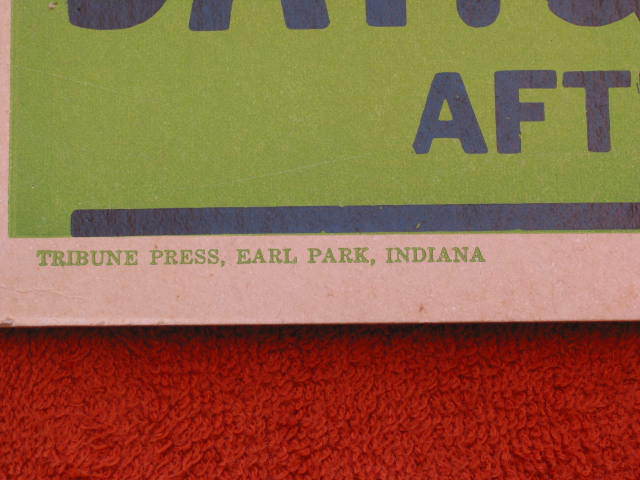 AFT
TRIBUNE PRESS, EARL PARK, INDIANA